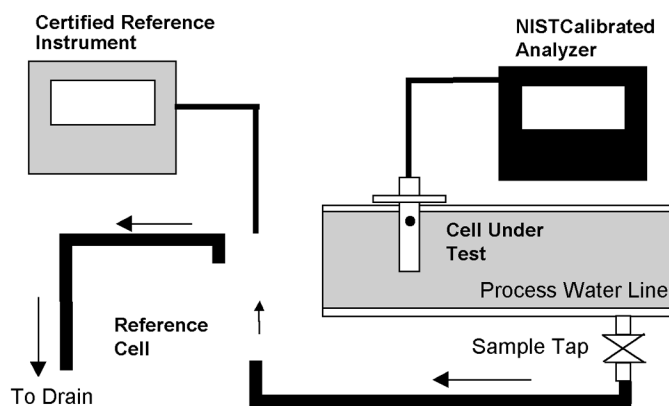 Certified Reference
Instrument
NISTCalibrated
Analyzer
Cell Under
Test
Process Water Line
Reference
Cell
Sample Tap
To Drain